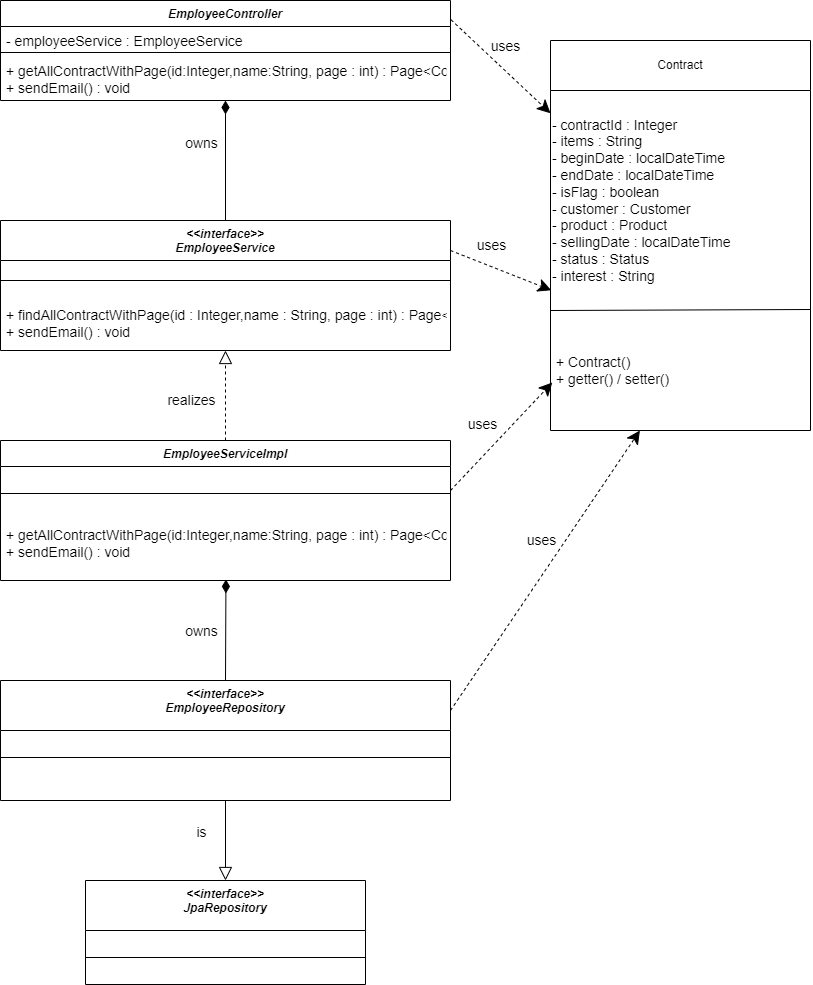 EmployeeController
- employeeService : EmployeeService
+ getAllContractWithPage(id:Integer,name:String, page : int) : Page<Cc
+ sendEmail() : void
uses
owns
Contract
- contractId : Integer
- items : String
- beginDate : localDateTime
- endDate : localDateTime
- isFlag : boolean
- customer : Customer
- product : Product
- sellingDate : localDateTime
- status : Status
- interest : String
+ Contract()
+ getter() / setter()
<<interface>>
EmployeeService
+ findAllContractWithPage(id : Integer,name : String, page : int) : Page<
+ sendEmail() : void
uses
realizes
EmployeeServiceImpl
+ getAllContractWithPage(id:Integer,name:String, page : int) : Page<Cc
+ sendEmail() : void
uses
owns
<<interface>>
EmployeeRepository
uses
is
<<interface>>
JpaRepository